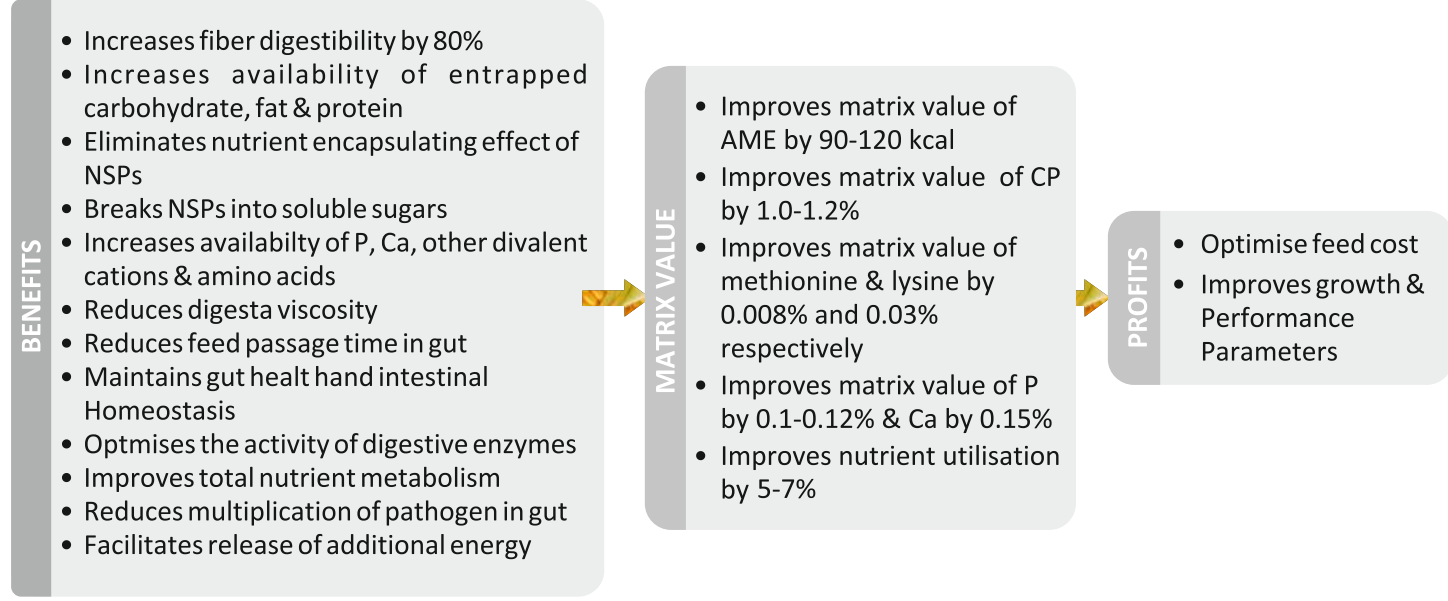 BENEFITS
• Increases fiber digestibility by 80%
• Increases availability of entrapped
carbohydrate, fat & protein
• Eliminates nutrient encapsulating effect of
NSPs
• Breaks NSPs into soluble sugars
• Increases availabilty of P, Ca, other divalent
cations & amino acids
• Reduces digesta viscosity
• Reduces feed passage time in gut
• Maintains gut healt hand intestinal
Homeostasis
• Optmises the activity of digestive enzymes
• Improves total nutrient metabolism
• Reduces multiplication of pathogen in gut
• Facilitates release of additional energy
MATRIX VALUE
• Improves matrix value of
AME by 90-120 kcal
• Improves matrix value of CP
by 1.0-1.2%
• Improves matrix value of
methionine & lysine by
0.008% and 0.03%
respectively
• Improves matrix value of P
by 0.1-0.12% & Ca by 0.15%
• Improves nutrient utilisation
by 5-7%
PROFITS
• Optimise feed cost
• Improves growth &
Performance
Parameters